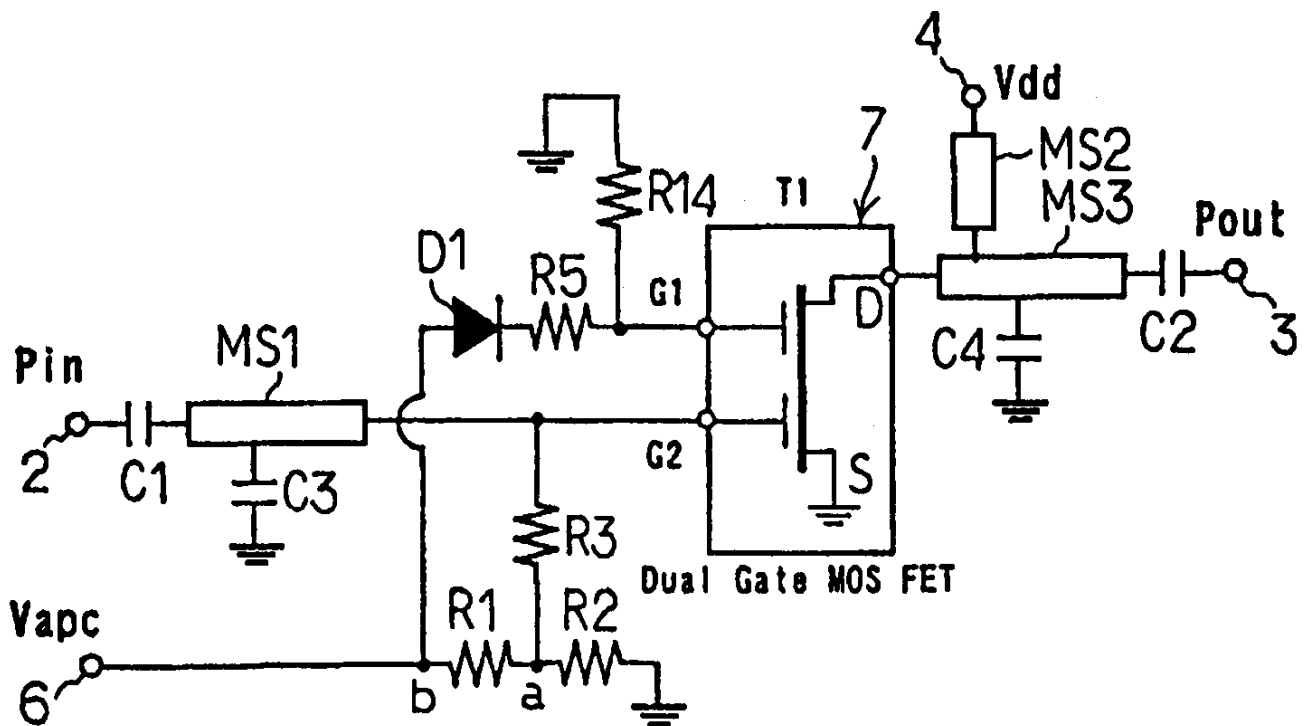 4
Vdd
7
MS2
R14
T1
MS3
Pout
D1
R5
G1
D
C4
C2
3
MS1
Pin
2
C1
C3
G2
S
R3
Dual Gate MOS FET
Vapc
R1
R2
6
b
a